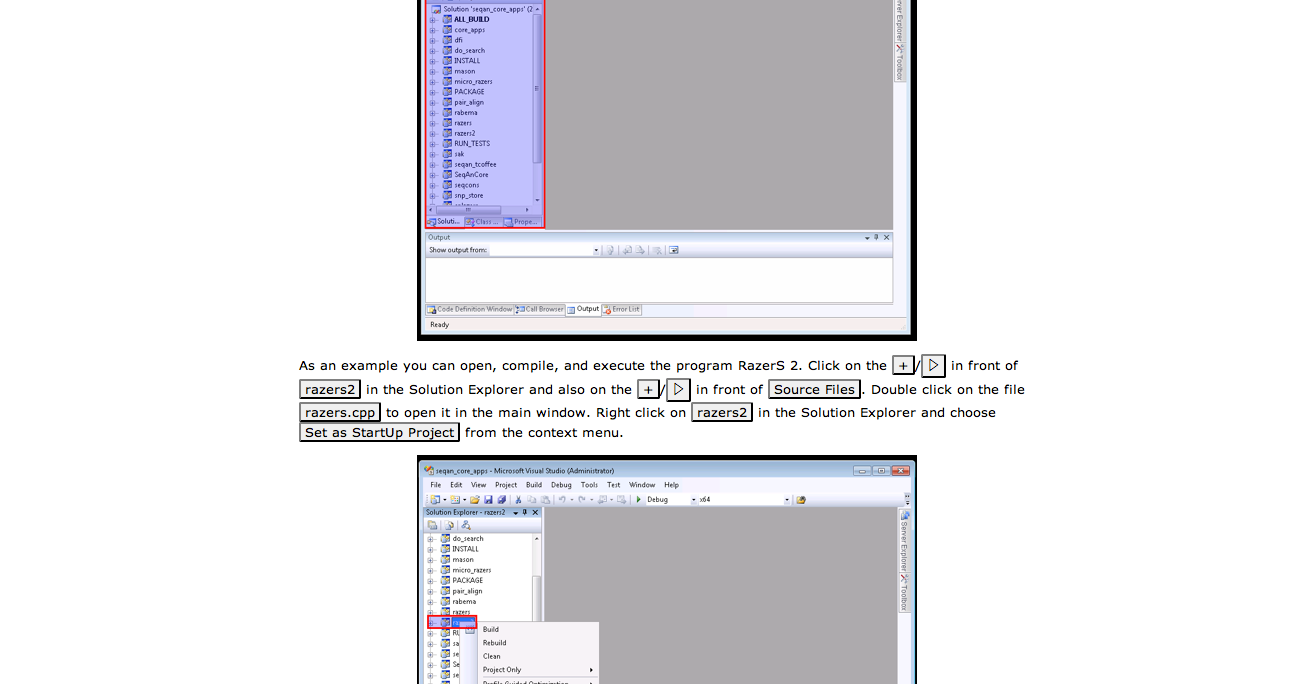 Solution 'seqan_core_apps' (2
ALL_BUILD
core_apps
dfi
do_search
INSTALL
mason
micro_razers
PACKAGE
pair_align
rabema
razers
razers2
RUN_TESTS
sak
seqan_tcoffee
SeqAnCore
seqcons
snp_store
Soluti...
Class ...
Prope...
Toolbox
Output
Show output from:
Code Definition Window
Call Browser
Output
Error List
Ready
As an example you can open, compile, and execute the program RazerS 2. Click on the + / ▷ in front of
razers2 in the Solution Explorer and also on the + / ▷ in front of Source Files . Double click on the file
razers.cpp to open it in the main window. Right click on razers2 in the Solution Explorer and choose
Set as StartUp Project from the context menu.
seqan_core_apps - Microsoft Visual Studio (Administrator)
File Edit View Project Build Debug Tools Test Window Help
Debug x64
Solution Explorer - razers2
do_search
INSTALL
mason
micro_razers
PACKAGE
pair_align
rabema
razers
Build
Rebuild
Clean
Project Only
Server Explorer
Toolbox